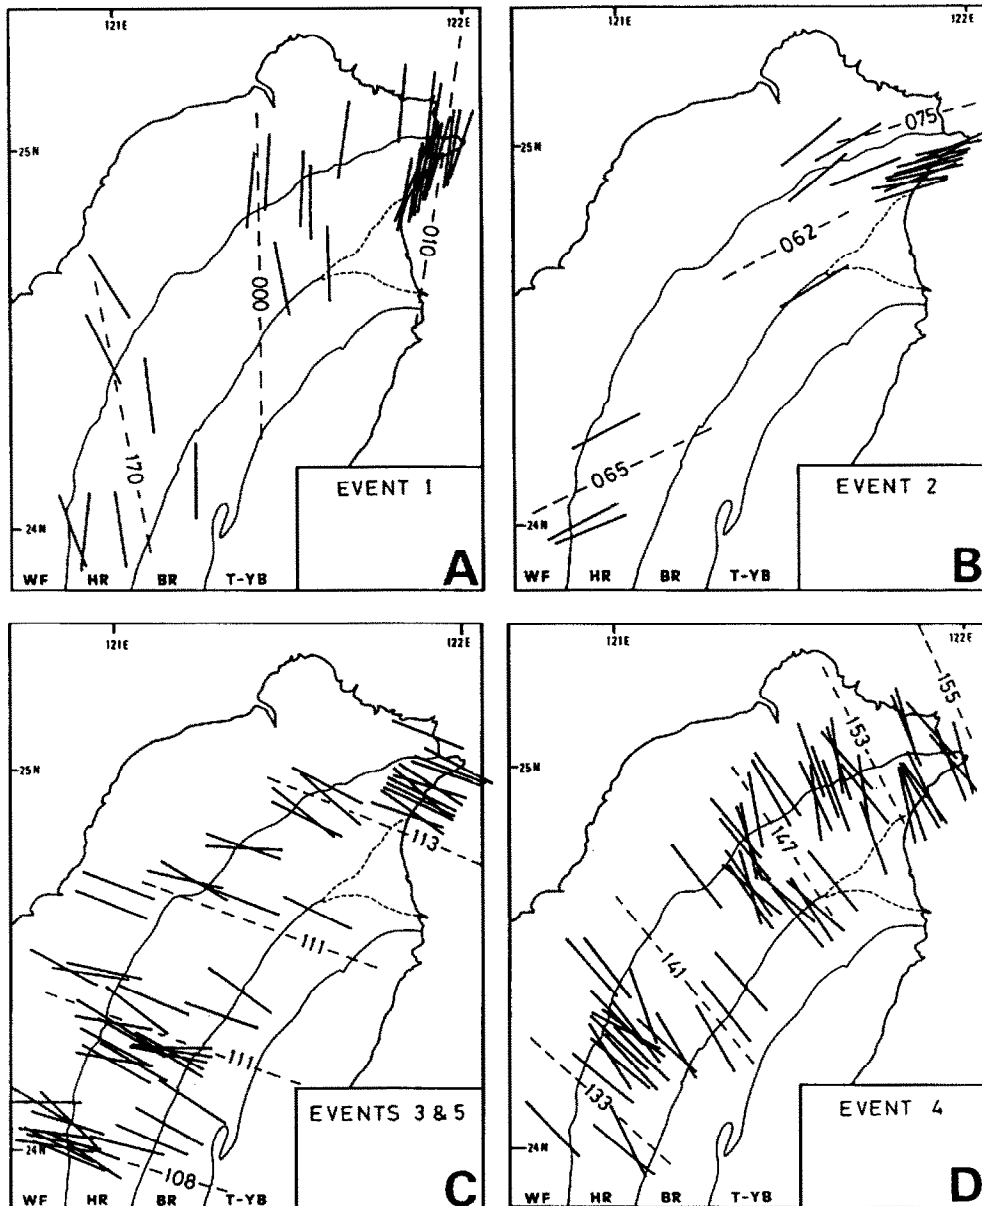 121E
122E
25N
010
000
170
EVENT 1
24N
WF HR BR T-YB
A
121E
122E
075
25N
062
065
EVENT 2
24N
WF HR BR T-YB
B
121E
122E
25N
113
111
111
EVENTS 3 & 5
24N
108
WF HR BR T-YB
C
121E
122E
155
153
25N
147
141
133
EVENT 4
24N
WF HR BR T-YB
D